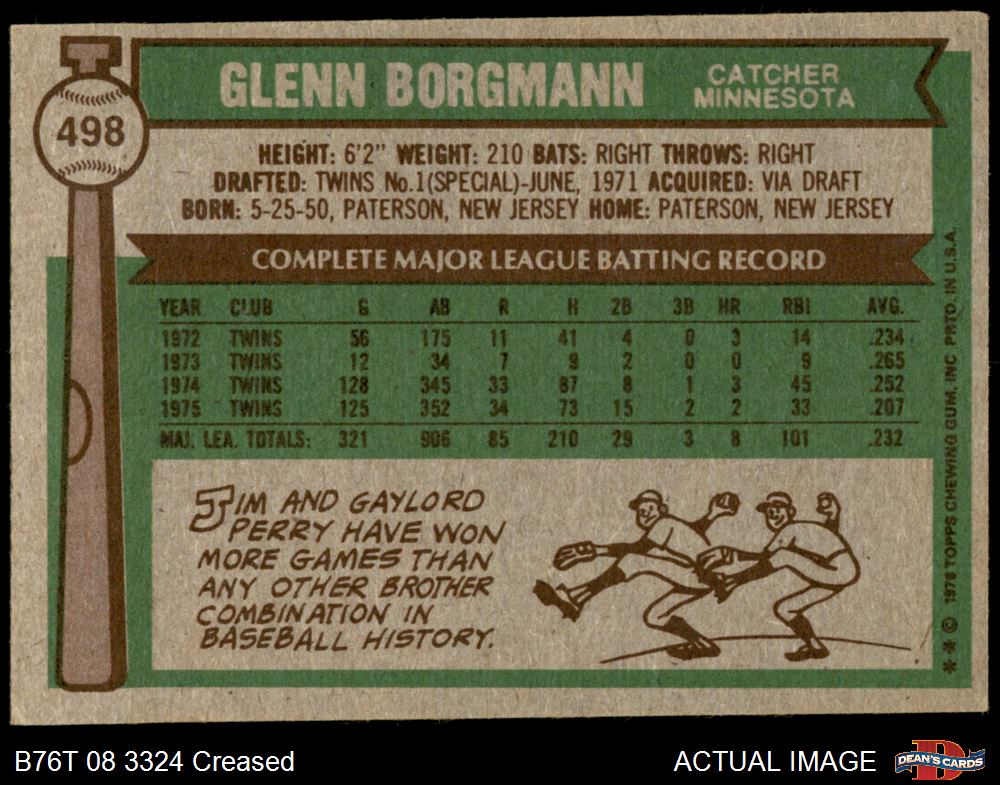 498
GLENN BORGMANN
CATCHER
MINNESOTA
HEIGHT: 6'2" WEIGHT: 210 BATS: RIGHT THROWS: RIGHT
DRAFTED: TWINS No.1(SPECIAL)-JUNE, 1971 ACQUIRED: VIA DRAFT
BORN: 5-25-50, PATERSON, NEW JERSEY HOME: PATERSON, NEW JERSEY
COMPLETE MAJOR LEAGUE BATTING RECORD
YEAR CLUB G AB R H 2B 3B HR RBI AVG.
1972 TWINS 56 175 11 41 4 0 3 14 .234
1973 TWINS 12 34 7 9 2 0 0 9 .265
1974 TWINS 128 345 33 87 8 1 3 45 .252
1975 TWINS 125 352 34 73 15 2 2 33 .207
MAJ. LEA. TOTALS: 321 906 85 210 29 3 8 101 .232
JIM AND GAYLORD
PERRY HAVE WON
MORE GAMES THAN
ANY OTHER BROTHER
COMBINATION IN
BASEBALL HISTORY.
** © 1976 TOPPS CHEWING GUM, INC PRTD. IN U.S.A.
B76T 08 3324 Creased
ACTUAL IMAGE
D
DEAN'S CARDS